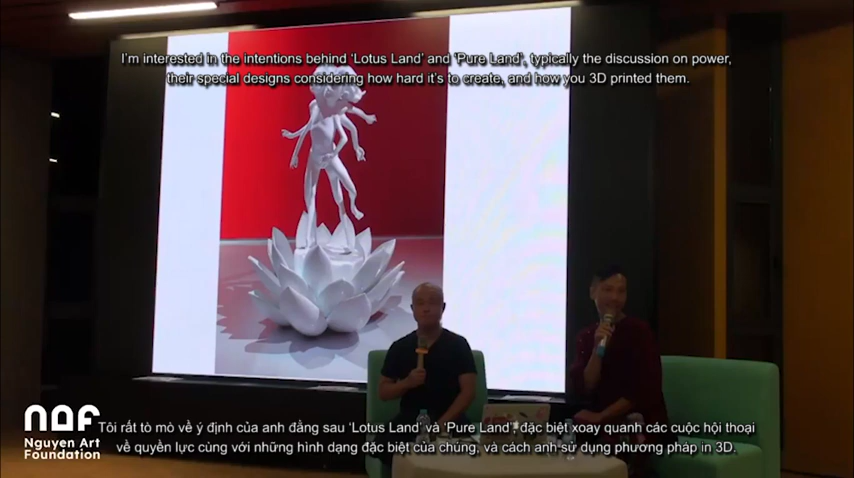 I'm interested in the intentions behind 'Lotus Land' and 'Pure Land', typically the discussion on power,
their special designs considering how hard it's to create, and how you 3D printed them.
naf
Nguyen Art
Foundation
Tôi rất tò mò về ý định của anh đằng sau 'Lotus Land' và 'Pure Land', đặc biệt xoay quanh các cuộc hội thoại
về quyền lực cùng với những hình dạng đặc biệt của chúng, và cách anh sử dụng phương pháp in 3D.